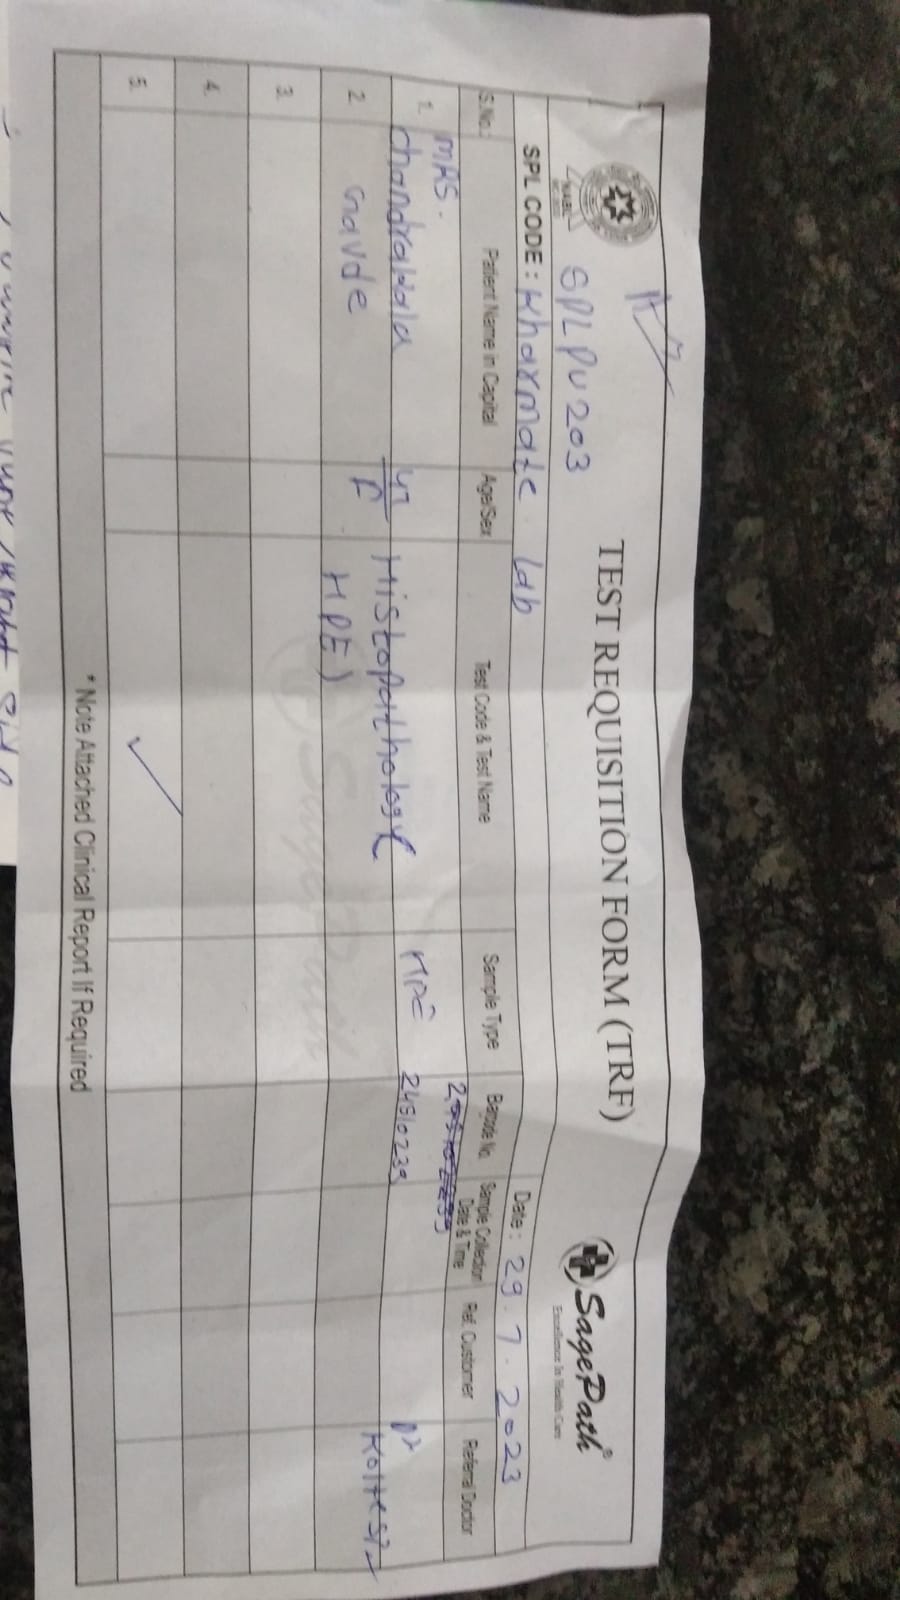 TEST REQUISITION FORM (TRF)
SagePath®
Excellence In Health Care
NABL
SPLPU203
SPL CODE : Kharmate lab
Date : 29.7.2023
S.No. Patient Name in Capital Age/Sex Test Code & Test Name Sample Type Barcode No. Sample Collection Date & Time Ref. Customer Referral Doctor
1. MRS. chandrakala 47/F Histopathology HPE 24510239 Dr
2. Gavde HPE)
3.
4.
5.
* Note Attached Clinical Report If Required